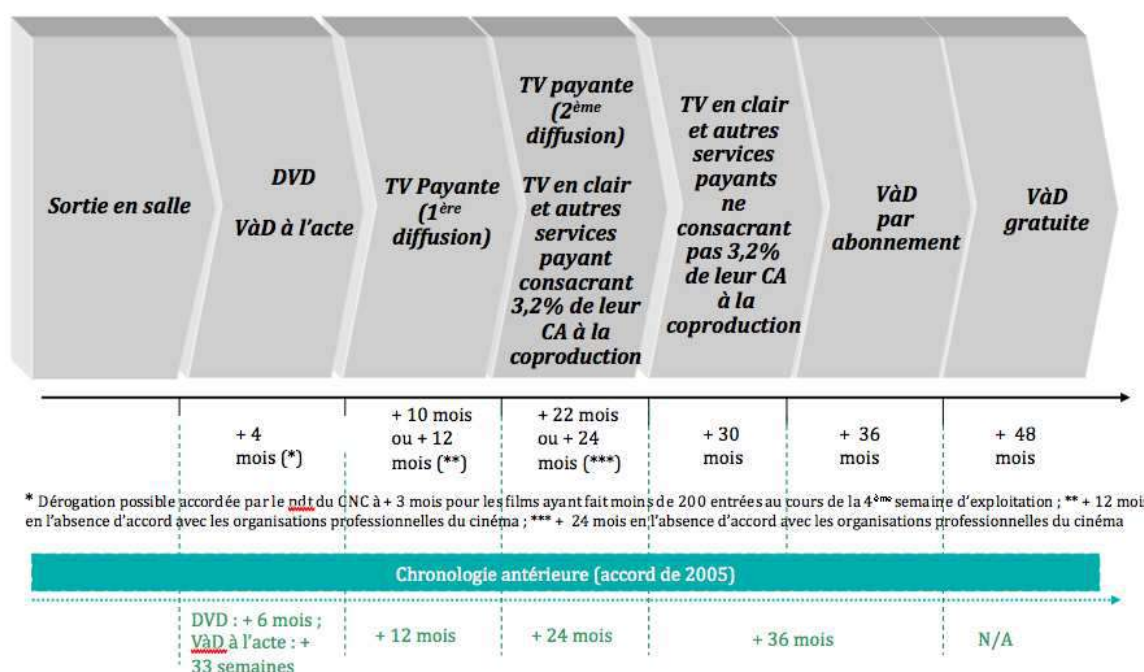 Sortie en salle
DVD
VàD à l'acte
TV Payante
(1ère
diffusion)
TV payante
(2ème
diffusion)
TV en clair
et autres
services
payant
consacrant
3,2% de leur
CA à la
coproduction
TV en clair
et autres
services
payants
ne
consacrant
pas 3,2%
de leur CA
à la
coproduction
VàD
par
abonnement
VàD
gratuite
+ 4
mois (*)
+ 10 mois
ou + 12
mois (**)
+ 22 mois
ou + 24
mois (***)
+ 30
mois
+ 36
mois
+ 48
mois
* Dérogation possible accordée par le pdt du CNC à + 3 mois pour les films ayant fait moins de 200 entrées au cours de la 4ème semaine d'exploitation ; ** + 12 mois
en l'absence d'accord avec les organisations professionnelles du cinéma ; *** + 24 mois en l'absence d'accord avec les organisations professionnelles du cinéma
Chronologie antérieure (accord de 2005)
DVD : + 6 mois ;
VàD à l'acte : +
33 semaines
+ 12 mois
+ 24 mois
+ 36 mois
N/A